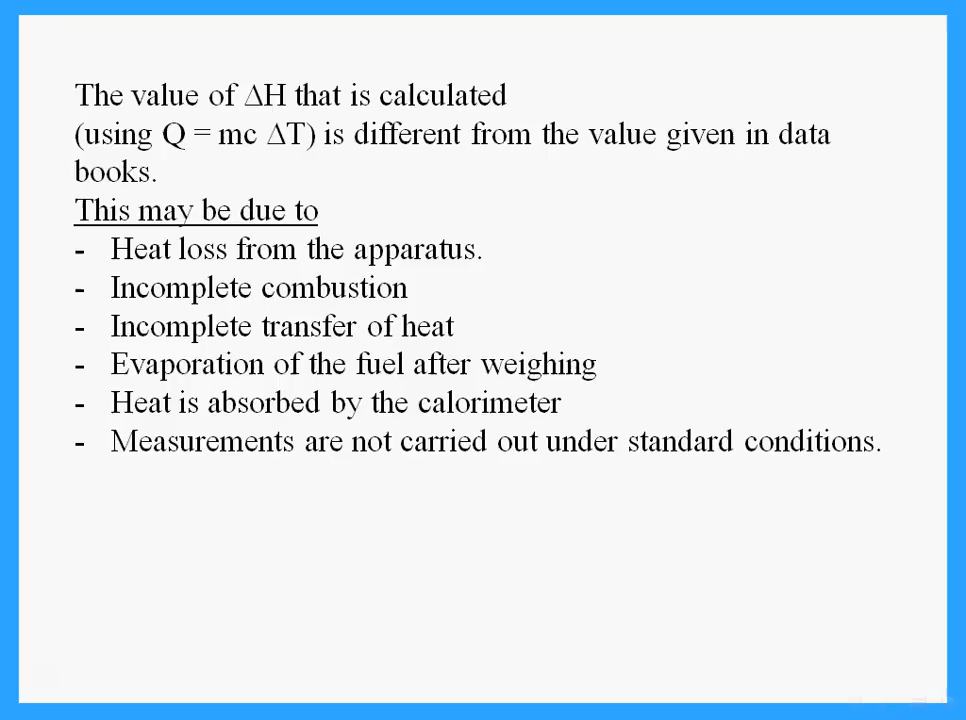 The value of ΔH that is calculated
(using Q = mc ΔT) is different from the value given in data
books.
This may be due to
- Heat loss from the apparatus.
- Incomplete combustion
- Incomplete transfer of heat
- Evaporation of the fuel after weighing
- Heat is absorbed by the calorimeter
- Measurements are not carried out under standard conditions.